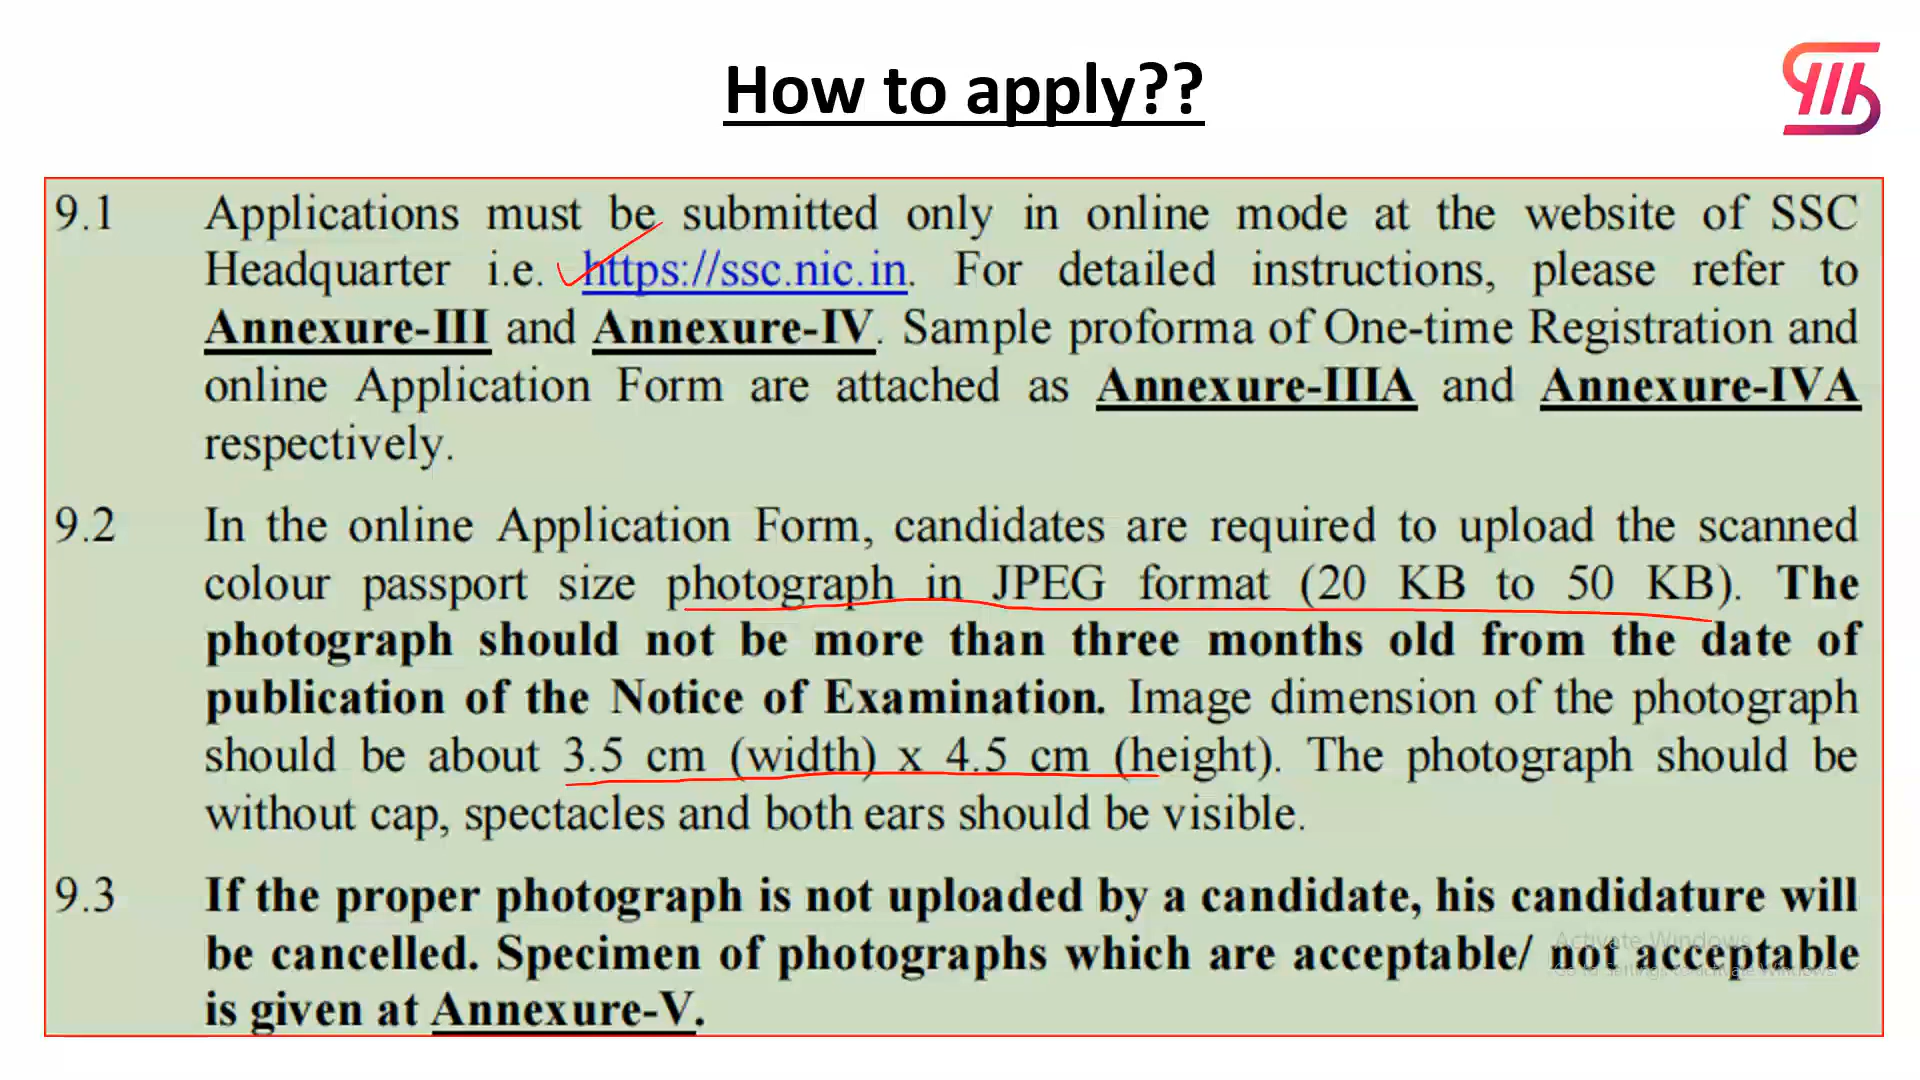 How to apply??
9.1 Applications must be submitted only in online mode at the website of SSC
Headquarter i.e. https://ssc.nic.in. For detailed instructions, please refer to
Annexure-III and Annexure-IV. Sample proforma of One-time Registration and
online Application Form are attached as Annexure-IIIA and Annexure-IVA
respectively.
9.2 In the online Application Form, candidates are required to upload the scanned
colour passport size photograph in JPEG format (20 KB to 50 KB). The
photograph should not be more than three months old from the date of
publication of the Notice of Examination. Image dimension of the photograph
should be about 3.5 cm (width) x 4.5 cm (height). The photograph should be
without cap, spectacles and both ears should be visible.
9.3 If the proper photograph is not uploaded by a candidate, his candidature will
be cancelled. Specimen of photographs which are acceptable/ not acceptable
is given at Annexure-V.
Activate Windows
Go to Settings to activate Windows.